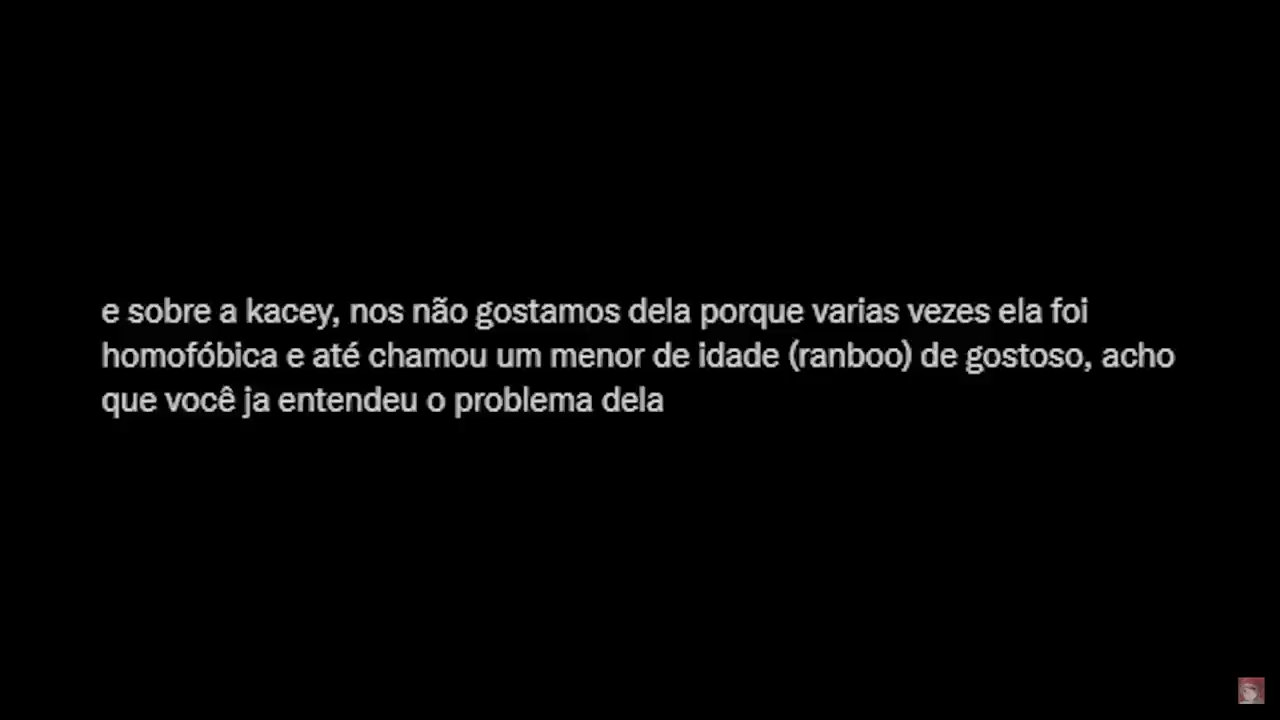 e sobre a kacey, nos não gostamos dela porque varias vezes ela foi
homofóbica e até chamou um menor de idade (ranboo) de gostoso, acho
que você ja entendeu o problema dela